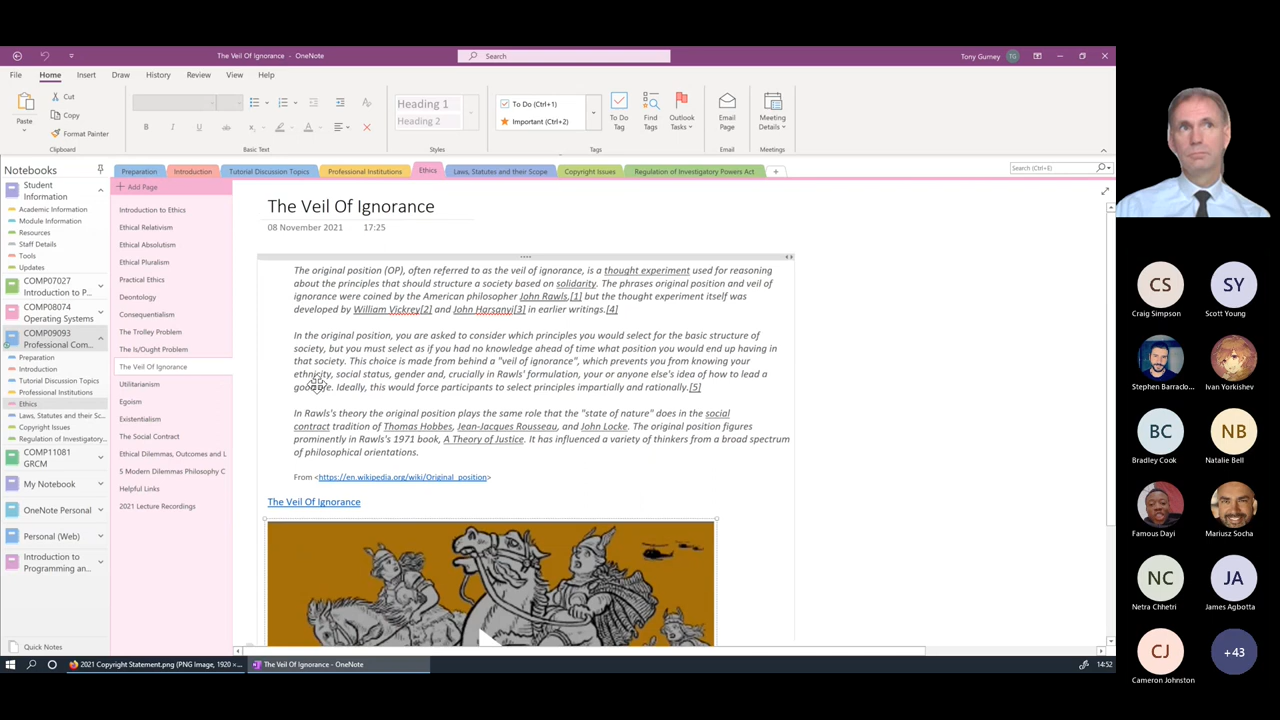 The Veil Of Ignorance - OneNote
Search
Tony Gurney
TG
File
Home
Insert
Draw
History
Review
View
Help
Paste
Cut
Copy
Format Painter
Clipboard
B
I
U
ab
Basic Text
Heading 1
Heading 2
Styles
To Do (Ctrl+1)
Important (Ctrl+2)
To Do
Tag
Find
Tags
Outlook
Tasks
Tags
Email
Page
Email
Meeting
Details
Meetings
Notebooks
Preparation
Introduction
Tutorial Discussion Topics
Professional Institutions
Ethics
Laws, Statutes and their Scope
Copyright Issues
Regulation of Investigatory Powers Act
+
Search (Ctrl+E)
Student
Information
Academic Information
Module Information
Resources
Staff Details
Tools
Updates
COMP07027
Introduction to P...
COMP08074
Operating Systems
COMP09093
Professional Com...
Preparation
Introduction
Tutorial Discussion Topics
Professional Institutions
Ethics
Laws, Statutes and their Sc...
Copyright Issues
Regulation of Investigatory...
COMP11081
GRCM
My Notebook
OneNote Personal
Personal (Web)
Introduction to
Programming an...
Quick Notes
Add Page
Introduction to Ethics
Ethical Relativism
Ethical Absolutism
Ethical Pluralism
Practical Ethics
Deontology
Consequentialism
The Trolley Problem
The Is/Ought Problem
The Veil Of Ignorance
Utilitarianism
Egoism
Existentialism
The Social Contract
Ethical Dilemmas, Outcomes and L
5 Modern Dilemmas Philosophy C
Helpful Links
2021 Lecture Recordings
The Veil Of Ignorance
08 November 2021 17:25
The original position (OP), often referred to as the veil of ignorance, is a thought experiment used for reasoning
about the principles that should structure a society based on solidarity. The phrases original position and veil of
ignorance were coined by the American philosopher John Rawls,[1] but the thought experiment itself was
developed by William Vickrey[2] and John Harsanyi[3] in earlier writings.[4]
In the original position, you are asked to consider which principles you would select for the basic structure of
society, but you must select as if you had no knowledge ahead of time what position you would end up having in
that society. This choice is made from behind a "veil of ignorance", which prevents you from knowing your
ethnicity, social status, gender and, crucially in Rawls' formulation, your or anyone else's idea of how to lead a
good life. Ideally, this would force participants to select principles impartially and rationally.[5]
In Rawls's theory the original position plays the same role that the "state of nature" does in the social
contract tradition of Thomas Hobbes, Jean-Jacques Rousseau, and John Locke. The original position figures
prominently in Rawls's 1971 book, A Theory of Justice. It has influenced a variety of thinkers from a broad spectrum
of philosophical orientations.
From <https://en.wikipedia.org/wiki/Original_position>
The Veil Of Ignorance
2021 Copyright Statement.png (PNG Image, 1920 ×...
The Veil Of Ignorance - OneNote
14:52
CS
Craig Simpson
SY
Scott Young
Stephen Barraclo...
Ivan Yorkishev
BC
Bradley Cook
NB
Natalie Bell
Famous Dayi
Mariusz Socha
NC
Netra Chhetri
JA
James Agbotta
CJ
Cameron Johnston
+43